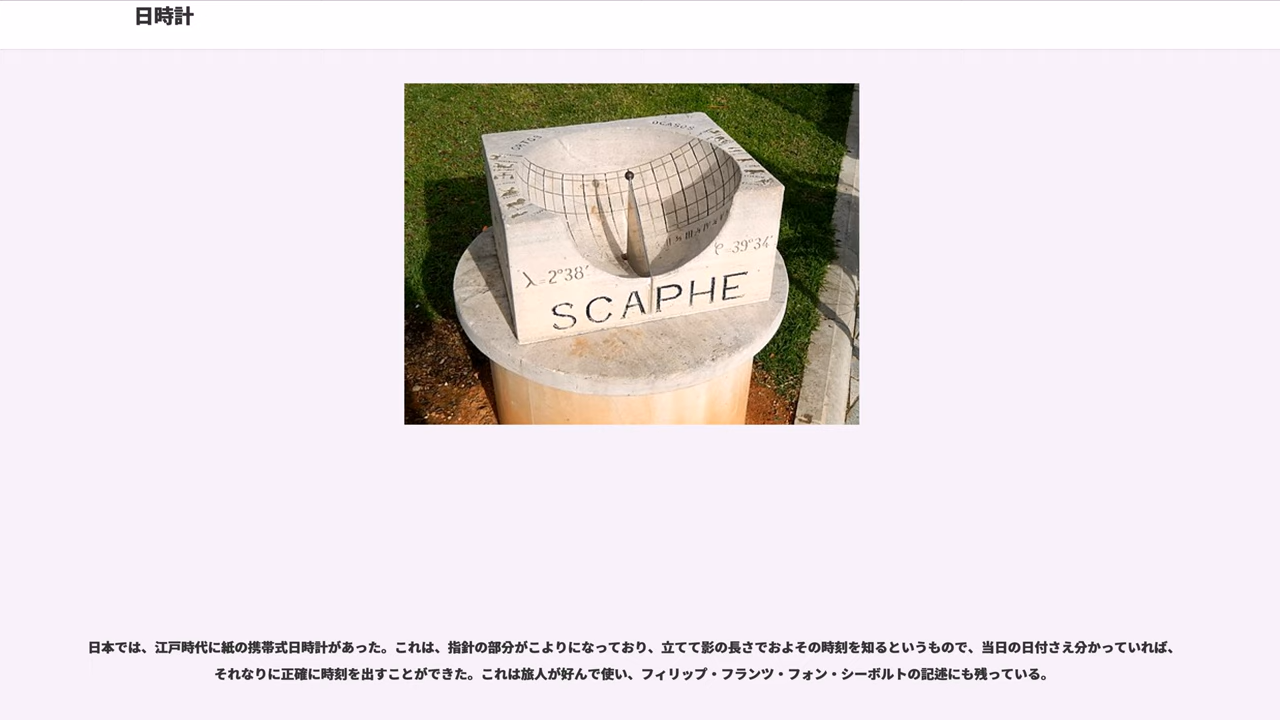 日時計
ORTOS
OCASOS
λ=2°38'
φ=39°34'
SCAPHE
日本では、江戸時代に紙の携帯式日時計があった。これは、指針の部分がこよりになっており、立てて影の長さでおよその時刻を知るというもので、当日の日付さえ分かっていれば、
それなりに正確に時刻を出すことができた。これは旅人が好んで使い、フィリップ・フランツ・フォン・シーボルトの記述にも残っている。